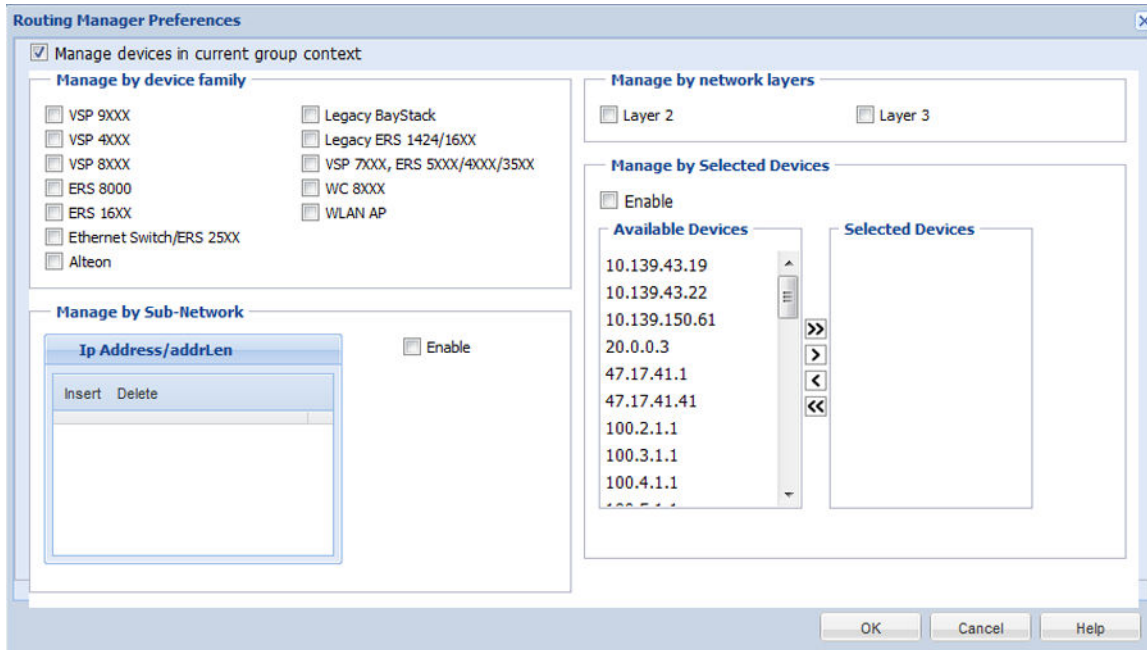 Routing Manager Preferences
Manage devices in current group context
Manage by device family
VSP 9XXX
VSP 4XXX
VSP 8XXX
ERS 8000
ERS 16XX
Ethernet Switch/ERS 25XX
Alteon
Legacy BayStack
Legacy ERS 1424/16XX
VSP 7XXX, ERS 5XXX/4XXX/35XX
WC 8XXX
WLAN AP
Manage by Sub-Network
Ip Address/addrLen
Insert Delete
Enable
Manage by network layers
Layer 2
Layer 3
Manage by Selected Devices
Enable
Available Devices
10.139.43.19
10.139.43.22
10.139.150.61
20.0.0.3
47.17.41.1
47.17.41.41
100.2.1.1
100.3.1.1
100.4.1.1
>>
>
<
<<
Selected Devices
OK
Cancel
Help